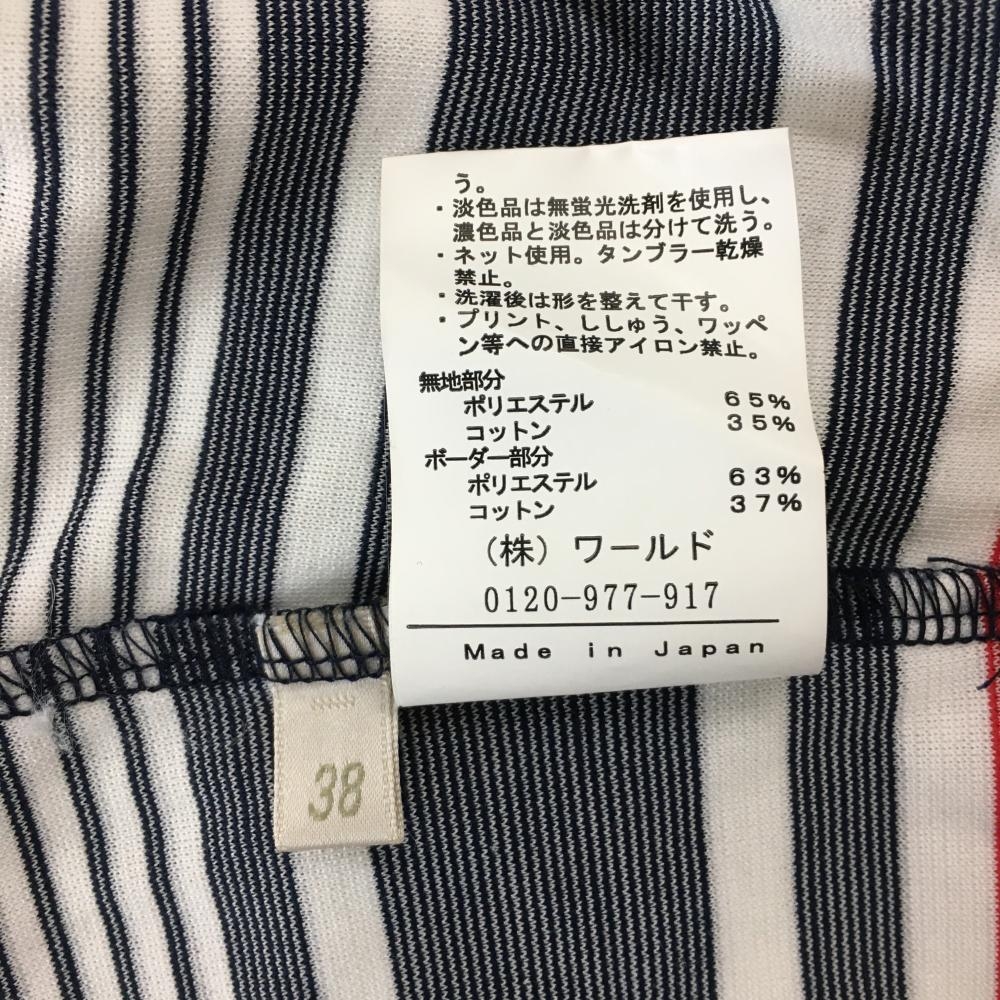 う。
・淡色品は無蛍光洗剤を使用し、
濃色品と淡色品は分けて洗う。
・ネット使用。タンブラー乾燥
禁止。
・洗濯後は形を整えて干す。
・プリント、ししゅう、ワッペ
ン等への直接アイロン禁止。
無地部分
ポリエステル 65%
コットン 35%
ボーダー部分
ポリエステル 63%
コットン 37%
（株）ワールド
0120-977-917
Made in Japan
38